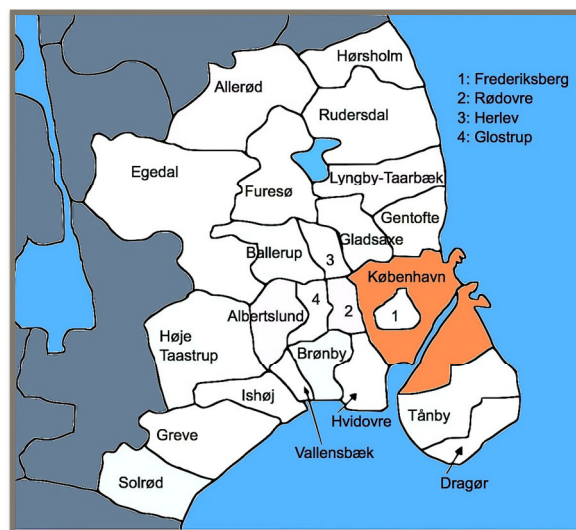 Hørsholm
1: Frederiksberg
2: Rødovre
3: Herlev
4: Glostrup
Allerød
Rudersdal
Egedal
Furesø
Lyngby-Taarbæk
Gentofte
Gladsaxe
Ballerup
3
København
4
2
1
Albertslund
Høje
Taastrup
Brønby
Ishøj
Hvidovre
Tånby
Greve
Vallensbæk
Solrød
Dragør